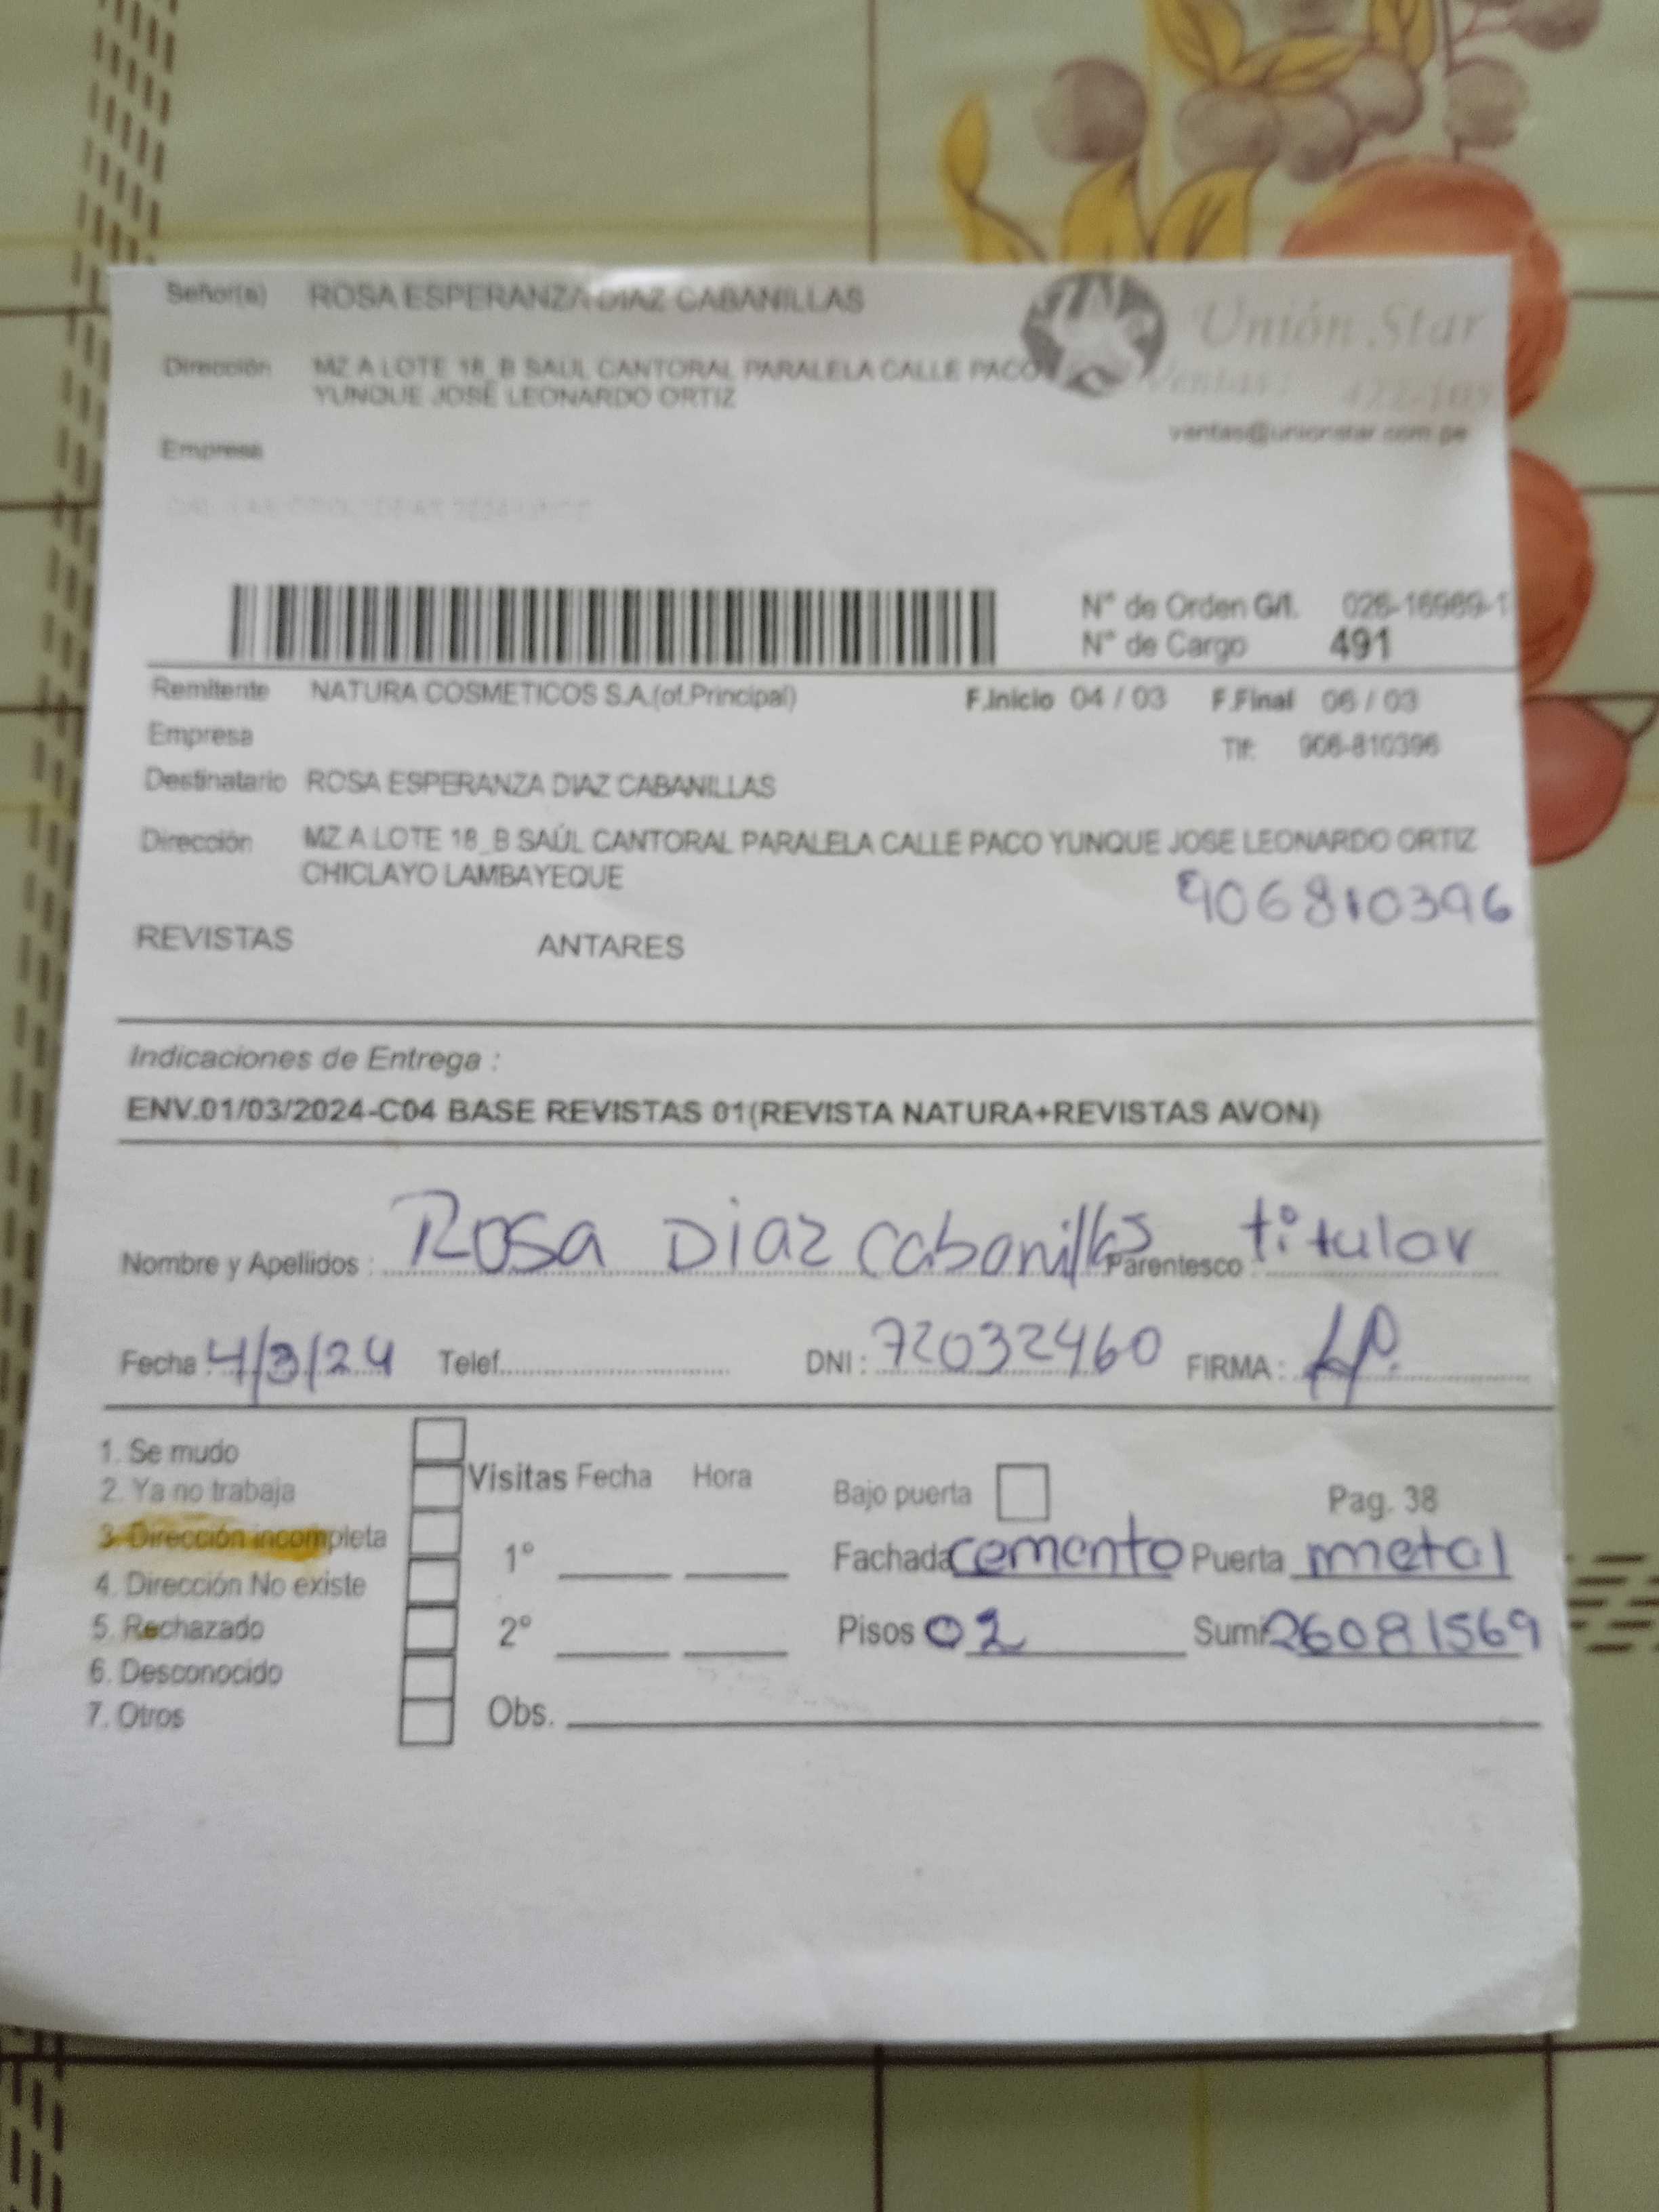 Señor(a) ROSA ESPERANZA DIAZ CABANILLAS
Unión Star
Dirección MZ A LOTE 18_B SAÚL CANTORAL PARALELA CALLE PACO
YUNQUE JOSÉ LEONARDO ORTIZ
Ventas:
ventas@unionstar.com.pe
Empresa
N° de Orden G/I. 026-16969-1
N° de Cargo 491
Remitente NATURA COSMETICOS S.A.(of.Principal) F.Inicio 04 / 03 F.Final 06 / 03
Empresa Tlf: 906-810396
Destinatario ROSA ESPERANZA DIAZ CABANILLAS
Dirección MZ A LOTE 18_B SAÚL CANTORAL PARALELA CALLE PACO YUNQUE JOSE LEONARDO ORTIZ
CHICLAYO LAMBAYEQUE
906810396
REVISTAS ANTARES
Indicaciones de Entrega :
ENV.01/03/2024-C04 BASE REVISTAS 01(REVISTA NATURA+REVISTAS AVON)
Nombre y Apellidos : Rosa Diaz Cabanillas Parentesco : titular
Fecha : 4/3/24 Telef. DNI : 72032460 FIRMA :
1. Se mudo
2. Ya no trabaja
3. Dirección incompleta
4. Dirección No existe
5. Rechazado
6. Desconocido
7. Otros
Visitas Fecha Hora
1°
2°
Obs.
Bajo puerta Pag. 38
Fachada cemento Puerta metal
Pisos 02 Sumi 26081569